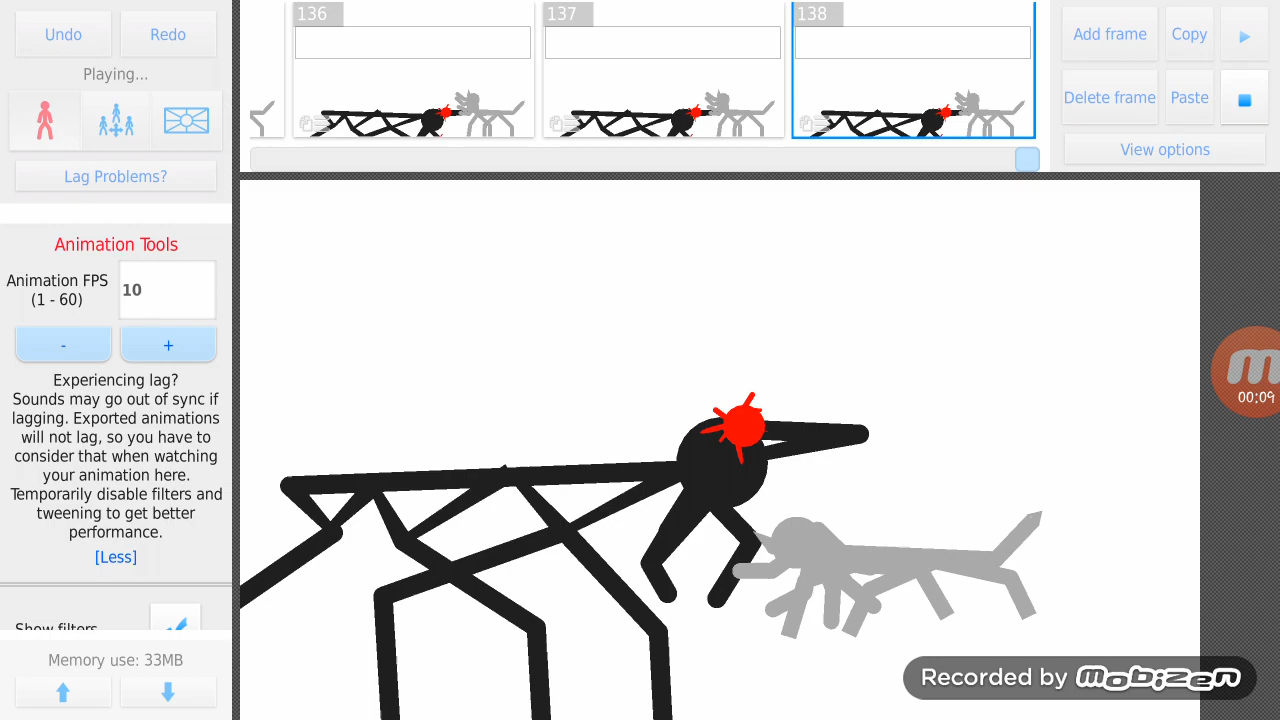 Undo
Redo
Playing...
Lag Problems?
136
137
138
Add frame
Copy
Delete frame
Paste
View options
Animation Tools
Animation FPS
(1 - 60)
10
-
+
Experiencing lag?
Sounds may go out of sync if
lagging. Exported animations
will not lag, so you have to
consider that when watching
your animation here.
Temporarily disable filters and
tweening to get better
performance.
[Less]
Show filters
Memory use: 33MB
00:09
Recorded by mobizen